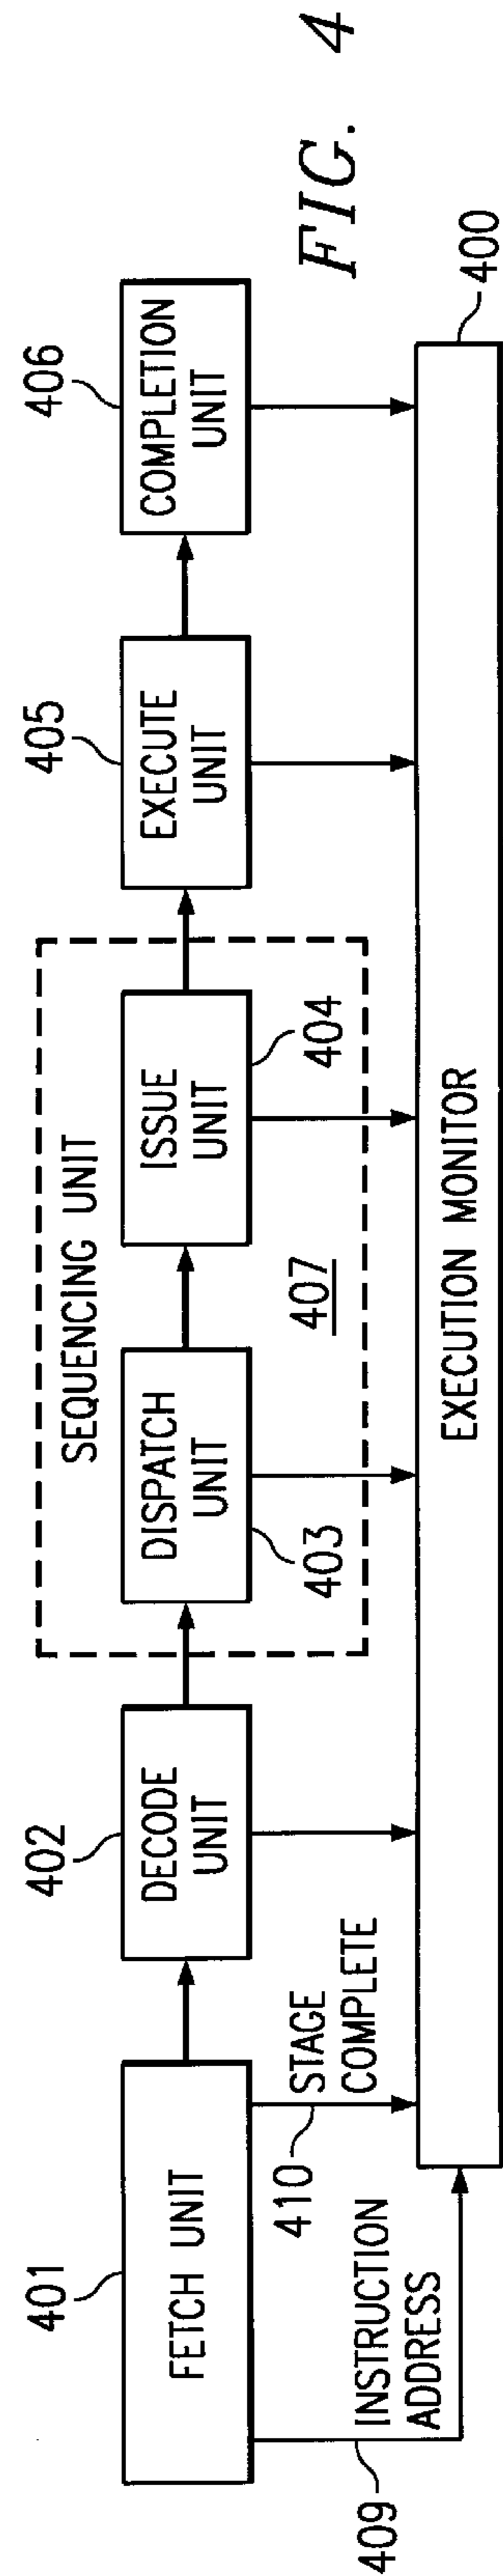 401
FETCH UNIT
409
INSTRUCTION
ADDRESS
410
STAGE
COMPLETE
402
DECODE
UNIT
SEQUENCING UNIT
DISPATCH
UNIT
403
ISSUE
UNIT
404
407
405
EXECUTE
UNIT
406
COMPLETION
UNIT
EXECUTION MONITOR
400
FIG. 4